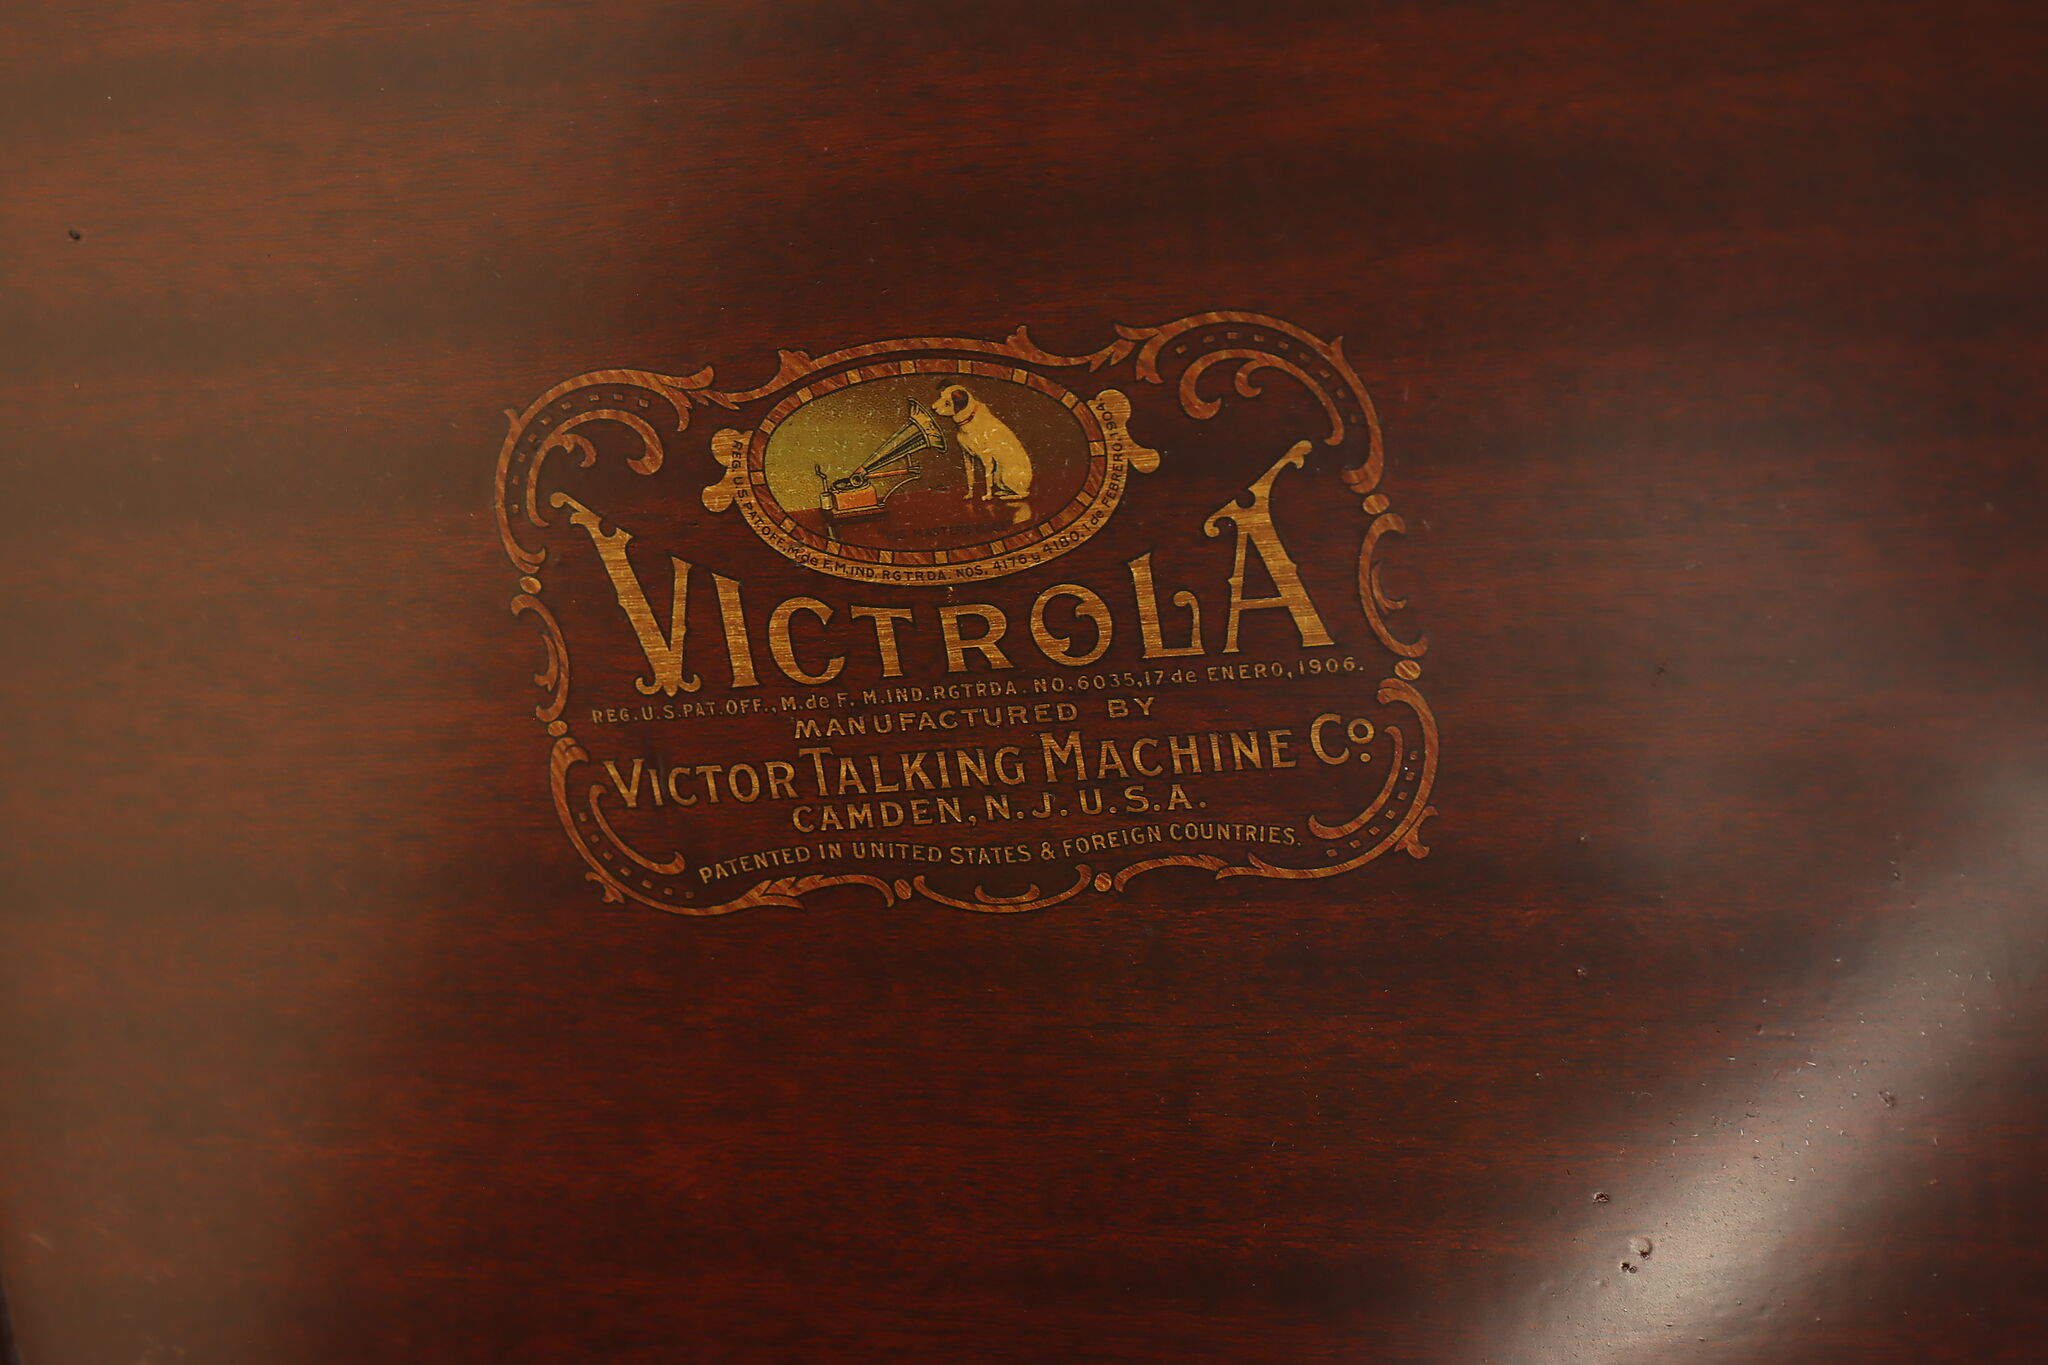 REG. U.S. PAT. OFF. M. de F. M. IND. RGTRDA. NOS. 4175 y 4180, 1 de FEBRERO, 1904
MASTERS
VICTROLA
REG. U.S. PAT. OFF., M. de F. M. IND. RGTRDA. NO. 6035, 17 de ENERO, 1906.
MANUFACTURED BY
VICTOR TALKING MACHINE Co.
CAMDEN, N.J. U.S.A.
PATENTED IN UNITED STATES & FOREIGN COUNTRIES.